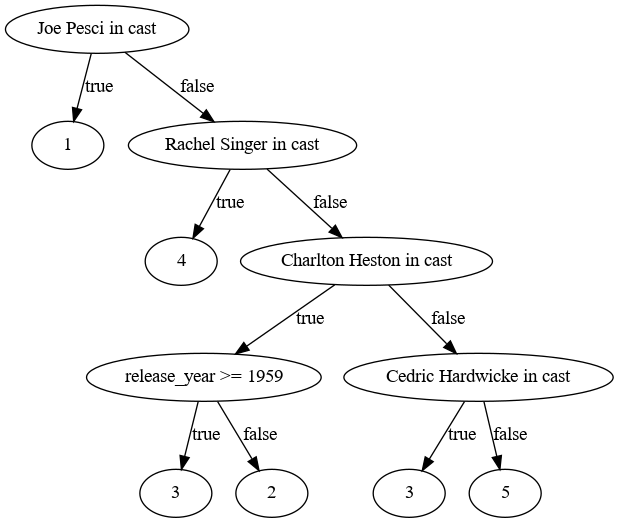 Joe Pesci in cast
true
false
1
Rachel Singer in cast
true
false
4
Charlton Heston in cast
true
false
release_year >= 1959
Cedric Hardwicke in cast
true
false
true
false
3
2
3
5